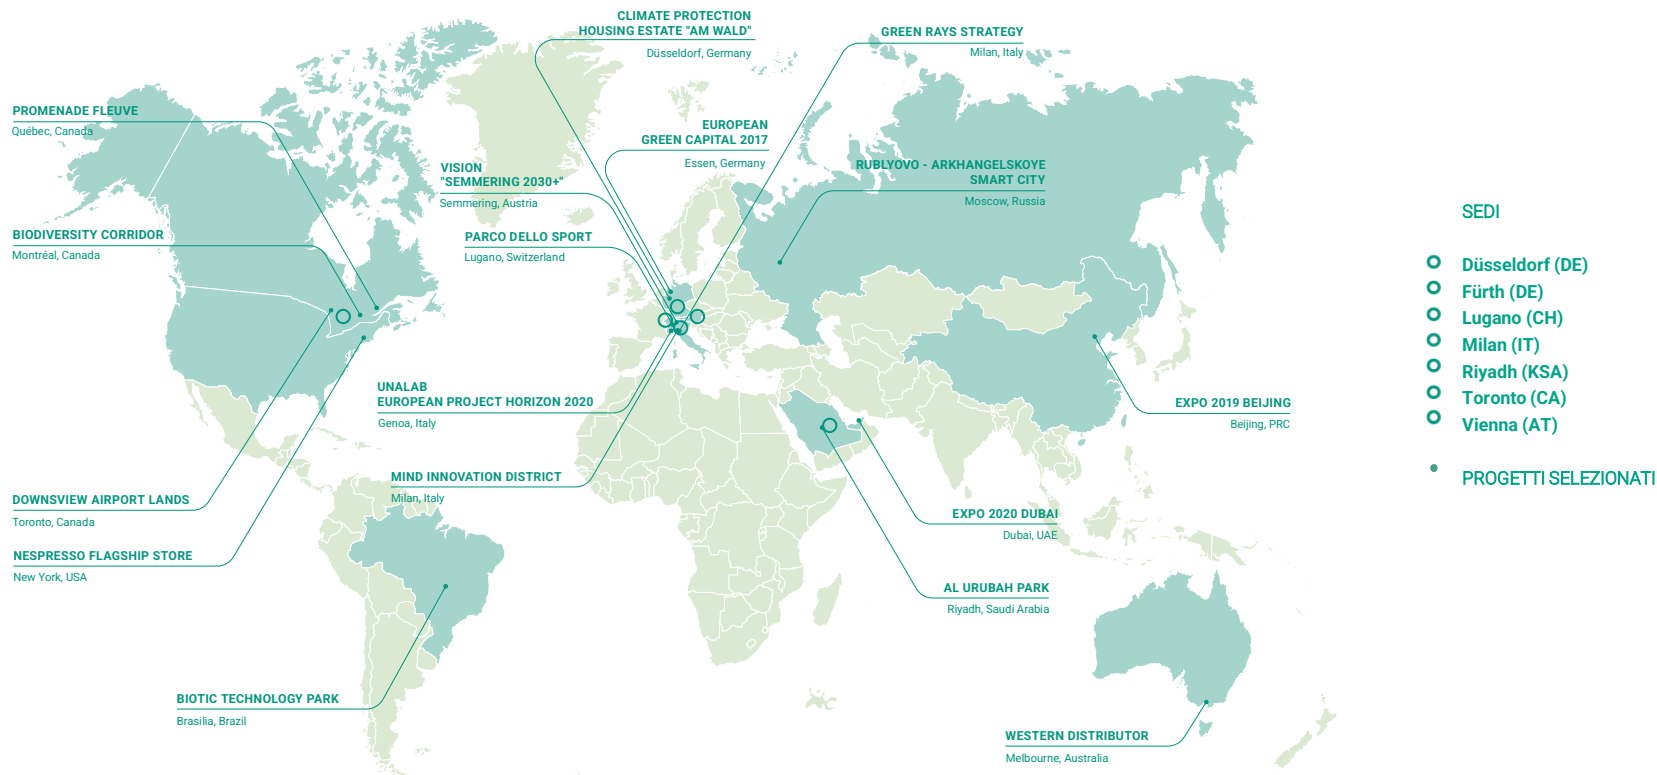 CLIMATE PROTECTION
HOUSING ESTATE "AM WALD"
Düsseldorf, Germany
GREEN RAYS STRATEGY
Milan, Italy
PROMENADE FLEUVE
Québec, Canada
EUROPEAN
GREEN CAPITAL 2017
Essen, Germany
VISION
"SEMMERING 2030+"
Semmering, Austria
RUBLYOVO - ARKHANGELSKOYE
SMART CITY
Moscow, Russia
BIODIVERSITY CORRIDOR
Montréal, Canada
PARCO DELLO SPORT
Lugano, Switzerland
UNALAB
EUROPEAN PROJECT HORIZON 2020
Genoa, Italy
EXPO 2019 BEIJING
Beijing, PRC
MIND INNOVATION DISTRICT
Milan, Italy
DOWNSVIEW AIRPORT LANDS
Toronto, Canada
EXPO 2020 DUBAI
Dubai, UAE
NESPRESSO FLAGSHIP STORE
New York, USA
AL URUBAH PARK
Riyadh, Saudi Arabia
BIOTIC TECHNOLOGY PARK
Brasilia, Brazil
WESTERN DISTRIBUTOR
Melbourne, Australia
SEDI
Düsseldorf (DE)
Fürth (DE)
Lugano (CH)
Milan (IT)
Riyadh (KSA)
Toronto (CA)
Vienna (AT)
PROGETTI SELEZIONATI